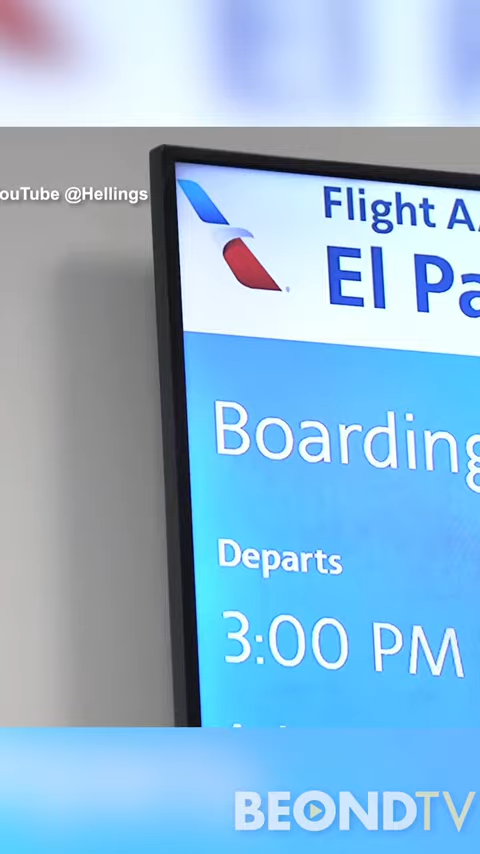 ouTube @Hellings
Flight A
El Pa
Boarding
Departs
3:00 PM
BEONDTV